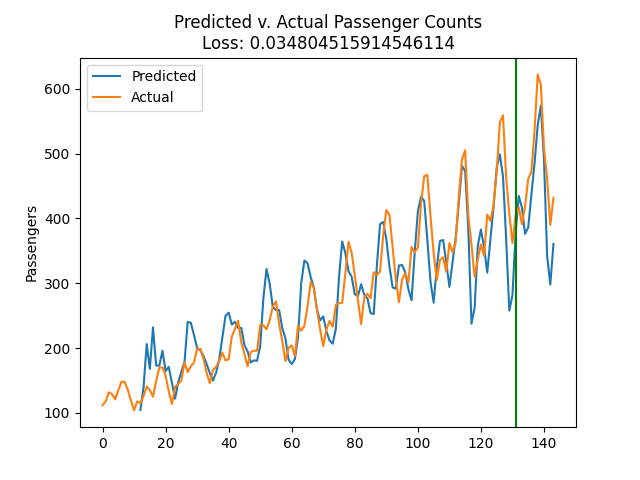 Predicted v. Actual Passenger Counts
Loss: 0.034804515914546114
Predicted
Actual
Passengers
600
500
400
300
200
100
0 20 40 60 80 100 120 140